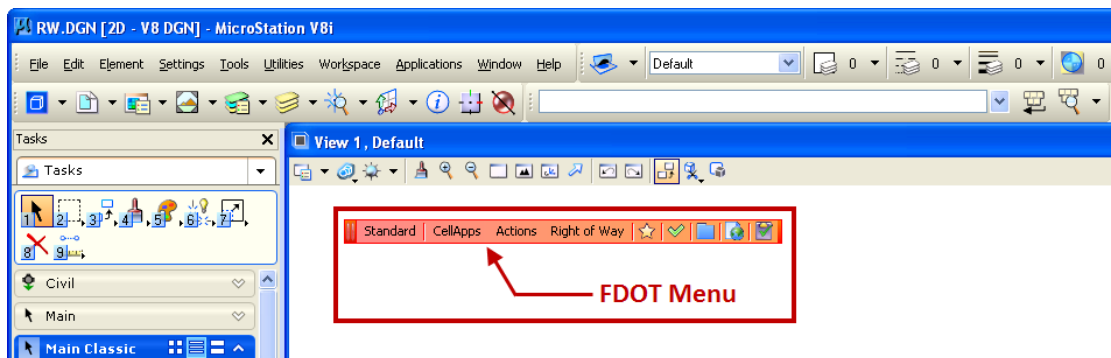 RW.DGN [2D - V8 DGN] - MicroStation V8i
File Edit Element Settings Tools Utilities Workspace Applications Window Help Default 0 0 0 0
Tasks
View 1, Default
Tasks
1 2 3 4 5 6 7
8 9
Standard CellApps Actions Right of Way
FDOT Menu
Civil
Main
Main Classic